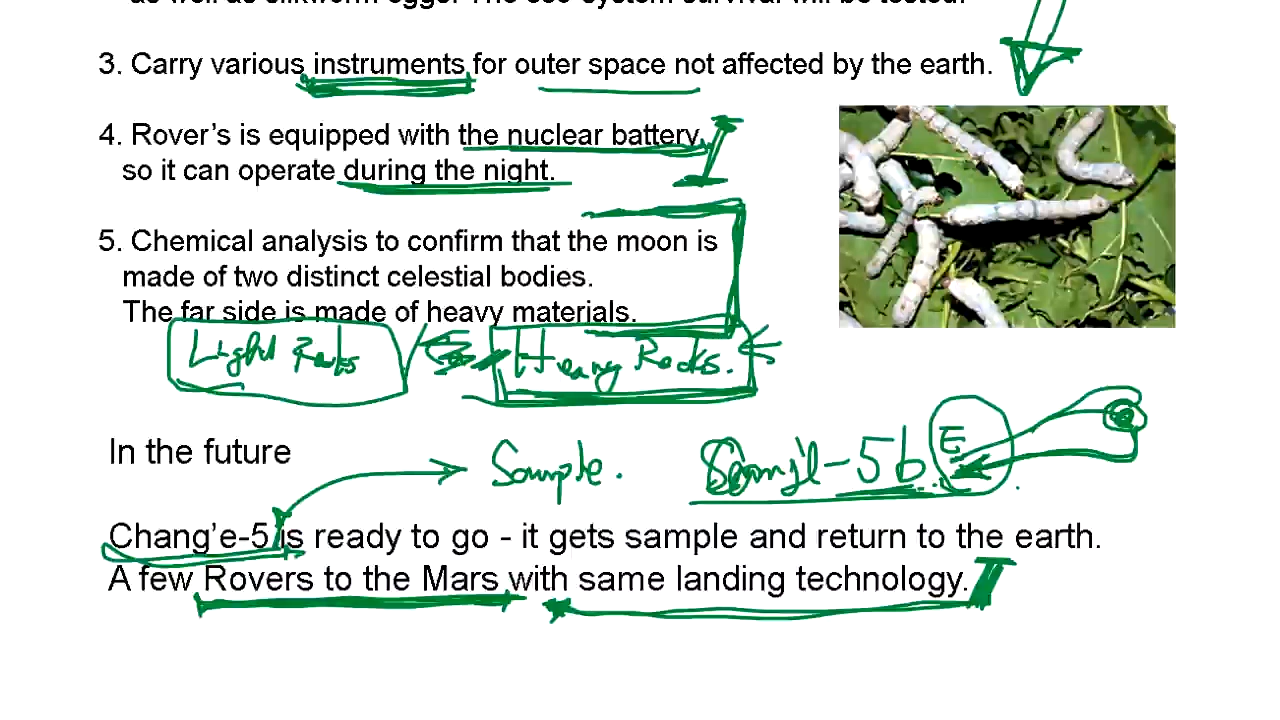 3. Carry various instruments for outer space not affected by the earth.
4. Rover's is equipped with the nuclear battery,
so it can operate during the night.
5. Chemical analysis to confirm that the moon is
made of two distinct celestial bodies.
The far side is made of heavy materials.
Light Rocks Heavy Rocks.
In the future
Sample.
E
Chang'e-5 is ready to go - it gets sample and return to the earth.
A few Rovers to the Mars with same landing technology.